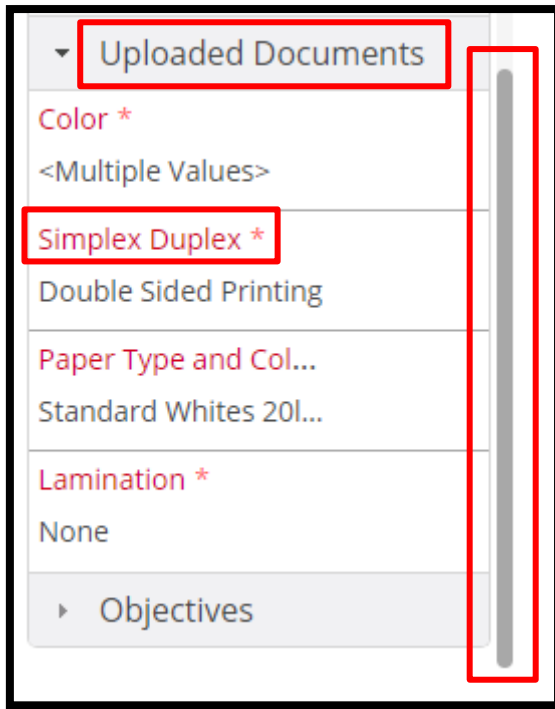 Uploaded Documents
Color *
<Multiple Values>
Simplex Duplex *
Double Sided Printing
Paper Type and Col...
Standard Whites 20l...
Lamination *
None
Objectives